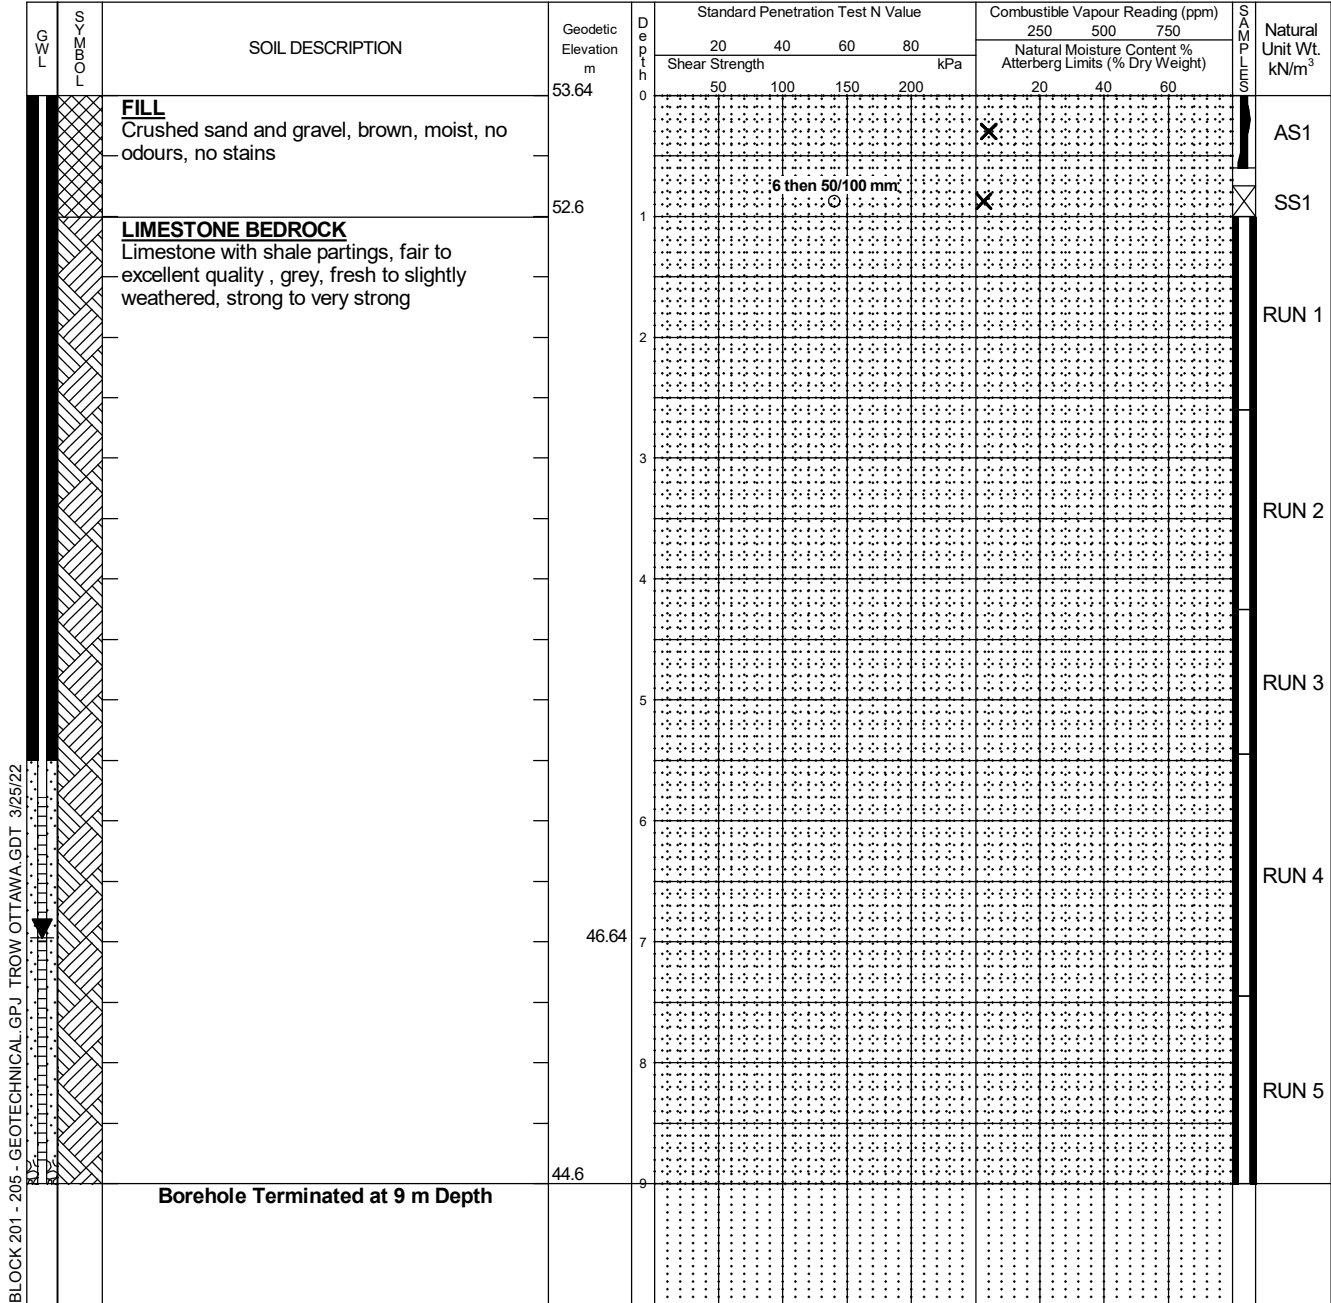 GWL
SYMBOL
SOIL DESCRIPTION
Geodetic
Elevation
m
Depth
Standard Penetration Test N Value
20 40 60 80
Shear Strength kPa
50 100 150 200
Combustible Vapour Reading (ppm)
250 500 750
Natural Moisture Content %
Atterberg Limits (% Dry Weight)
20 40 60
SAMPLES
Natural
Unit Wt.
kN/m³
53.64
0
FILL
Crushed sand and gravel, brown, moist, no
odours, no stains
AS1
6 then 50/100 mm
SS1
52.6
1
LIMESTONE BEDROCK
Limestone with shale partings, fair to
excellent quality , grey, fresh to slightly
weathered, strong to very strong
RUN 1
2
3
RUN 2
4
RUN 3
5
6
RUN 4
46.64
7
8
RUN 5
44.6
9
Borehole Terminated at 9 m Depth
BLOCK 201 - 205 - GEOTECHNICAL.GPJ TROW OTTAWA.GDT 3/25/22